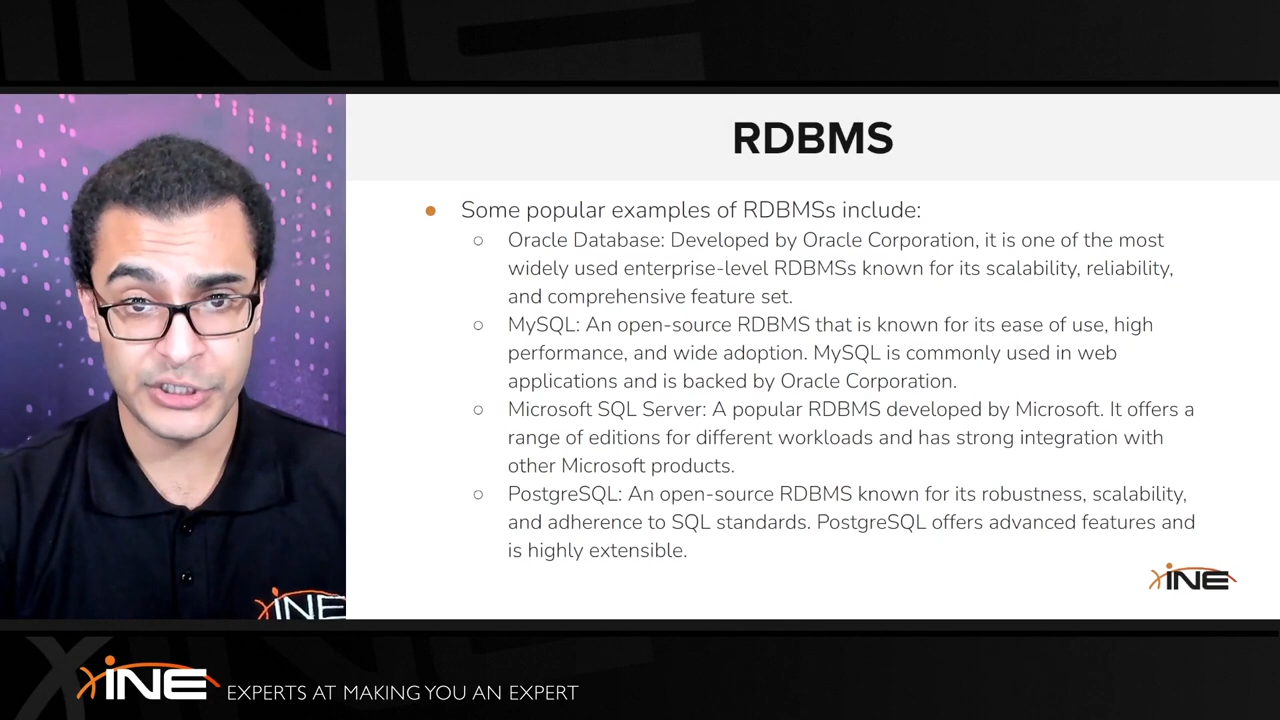 RDBMS
● Some popular examples of RDBMSs include:
○ Oracle Database: Developed by Oracle Corporation, it is one of the most
widely used enterprise-level RDBMSs known for its scalability, reliability,
and comprehensive feature set.
○ MySQL: An open-source RDBMS that is known for its ease of use, high
performance, and wide adoption. MySQL is commonly used in web
applications and is backed by Oracle Corporation.
○ Microsoft SQL Server: A popular RDBMS developed by Microsoft. It offers a
range of editions for different workloads and has strong integration with
other Microsoft products.
○ PostgreSQL: An open-source RDBMS known for its robustness, scalability,
and adherence to SQL standards. PostgreSQL offers advanced features and
is highly extensible.
INE
INE
INE EXPERTS AT MAKING YOU AN EXPERT